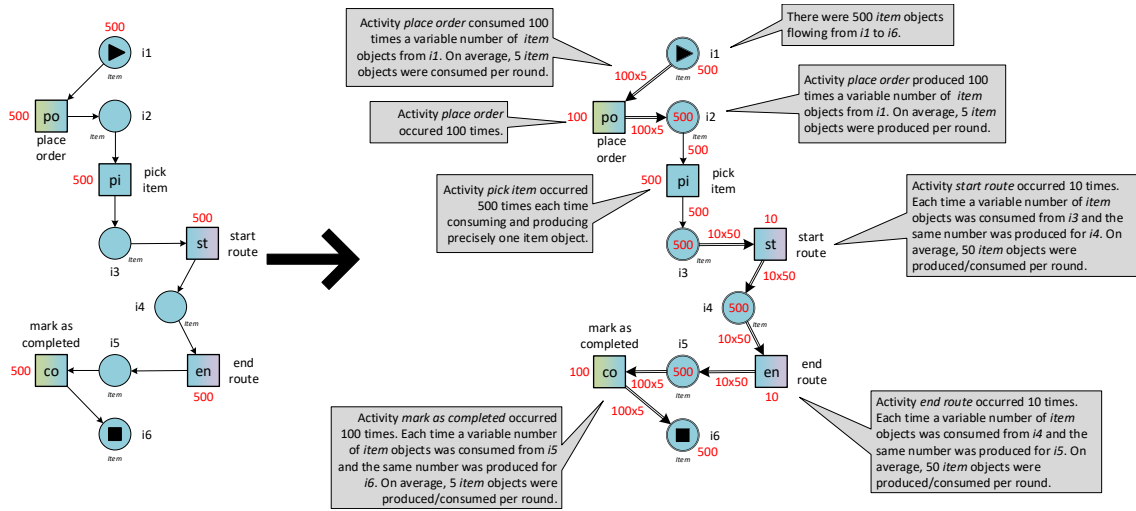 500
i1
Item
500
po
place
order
i2
Item
500
pi
pick
item
500
st
start
route
i3
Item
i4
Item
mark as
completed
500
co
i5
Item
en
500
end
route
i6
Item
Activity place order consumed 100
times a variable number of item
objects from i1. On average, 5 item
objects were consumed per round.
There were 500 item objects
flowing from i1 to i6.
i1
Item
500
100x5
Activity place order
occured 100 times.
100
po
place
order
100x5
500
i2
Item
Activity place order produced 100
times a variable number of item
objects from i1. On average, 5 item
objects were produced per round.
500
500
pi
pick
item
Activity pick item occurred
500 times each time
consuming and producing
precisely one item object.
500
500
i3
Item
10x50
10
st
start
route
Activity start route occurred 10 times.
Each time a variable number of item
objects was consumed from i3 and the
same number was produced for i4. On
average, 50 item objects were
produced/consumed per round.
10x50
i4
500
Item
10x50
mark as
completed
100
co
100x5
i5
500
Item
10x50
en
10
end
route
100x5
i6
Item
500
Activity mark as completed occurred
100 times. Each time a variable number
of item objects was consumed from i5
and the same number was produced for
i6. On average, 5 item objects were
produced/consumed per round.
Activity end route occurred 10 times.
Each time a variable number of item
objects was consumed from i4 and the
same number was produced for i5. On
average, 50 item objects were
produced/consumed per round.